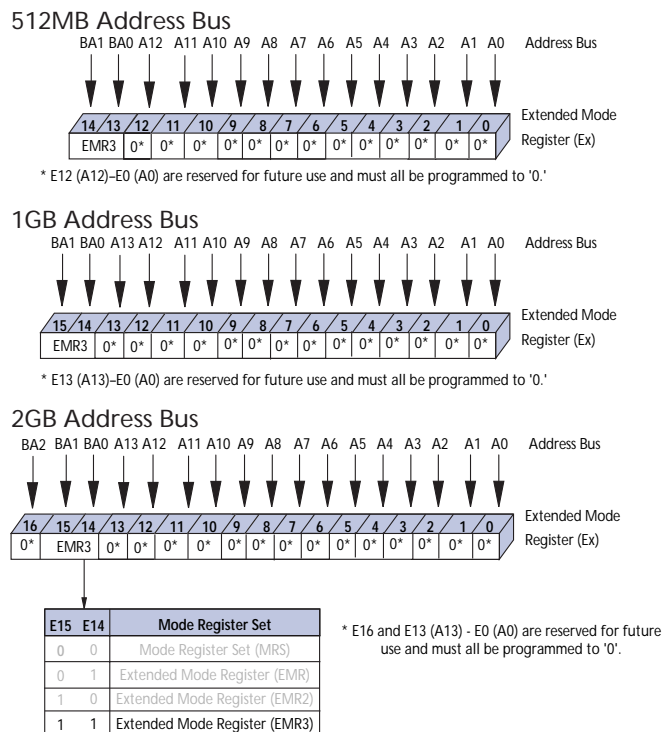 512MB Address Bus
BA1 BA0 A12 A11 A10 A9 A8 A7 A6 A5 A4 A3 A2 A1 A0 Address Bus
14 13 12 11 10 9 8 7 6 5 4 3 2 1 0 Extended Mode
EMR3 0* 0* 0* 0* 0* 0* 0* 0* 0* 0* 0* 0* 0* Register (Ex)
* E12 (A12)–E0 (A0) are reserved for future use and must all be programmed to '0.'
1GB Address Bus
BA1 BA0 A13 A12 A11 A10 A9 A8 A7 A6 A5 A4 A3 A2 A1 A0 Address Bus
15 14 13 12 11 10 9 8 7 6 5 4 3 2 1 0 Extended Mode
EMR3 0* 0* 0* 0* 0* 0* 0* 0* 0* 0* 0* 0* 0* 0* Register (Ex)
* E13 (A13)–E0 (A0) are reserved for future use and must all be programmed to '0.'
2GB Address Bus
BA2 BA1 BA0 A13 A12 A11 A10 A9 A8 A7 A6 A5 A4 A3 A2 A1 A0 Address Bus
16 15 14 13 12 11 10 9 8 7 6 5 4 3 2 1 0 Extended Mode
0* EMR3 0* 0* 0* 0* 0* 0* 0* 0* 0* 0* 0* 0* 0* 0* Register (Ex)
E15 E14 Mode Register Set
0 0 Mode Register Set (MRS)
0 1 Extended Mode Register (EMR)
1 0 Extended Mode Register (EMR2)
1 1 Extended Mode Register (EMR3)
* E16 and E13 (A13) - E0 (A0) are reserved for future
use and must all be programmed to '0'.